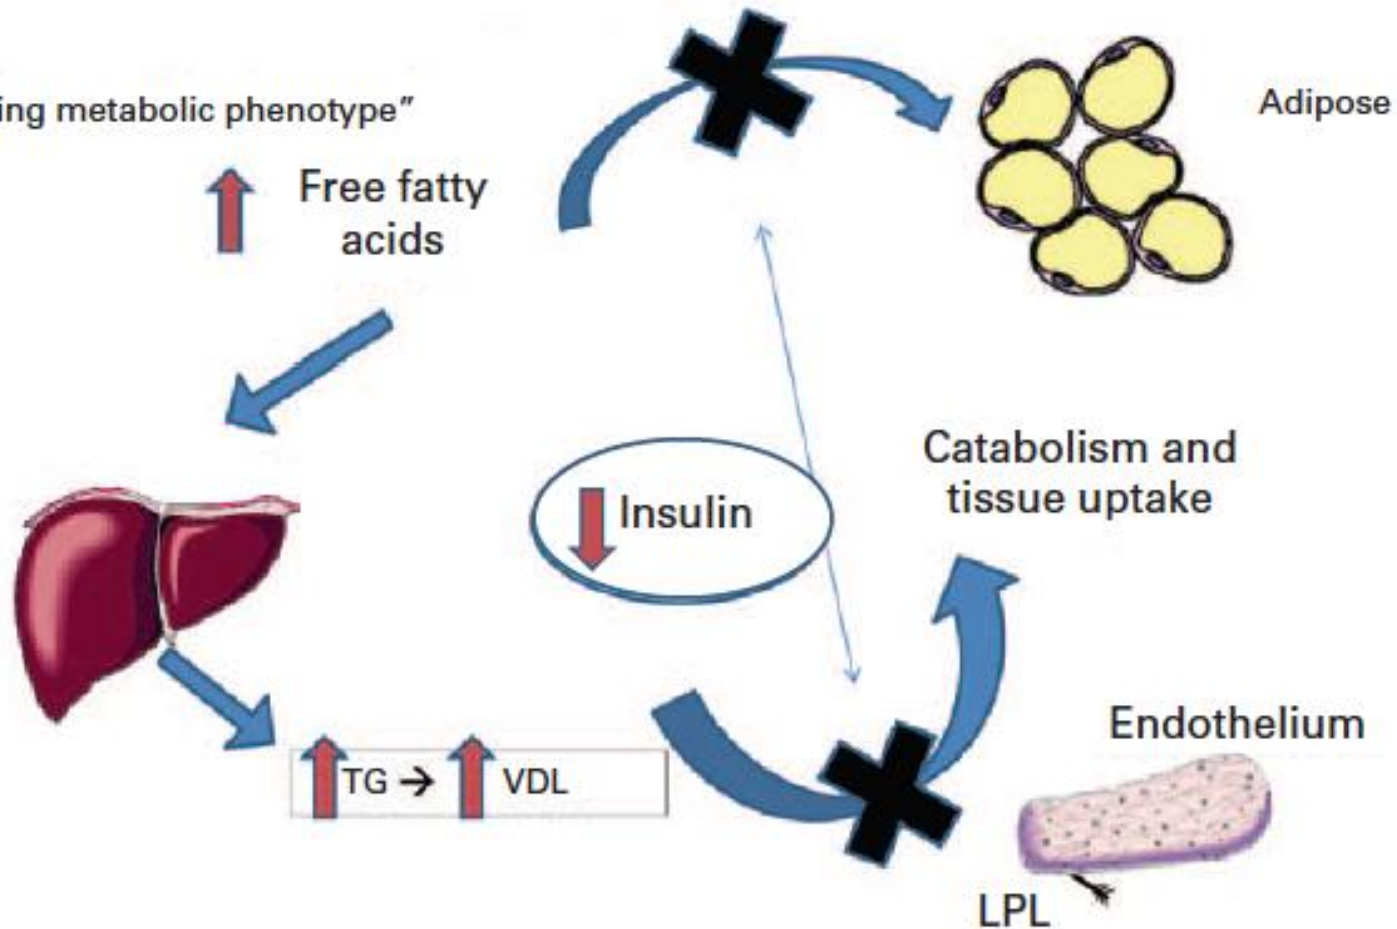 ing metabolic phenotype”
Adipose
Free fatty
acids
Insulin
Catabolism and
tissue uptake
TG → VDL
Endothelium
LPL